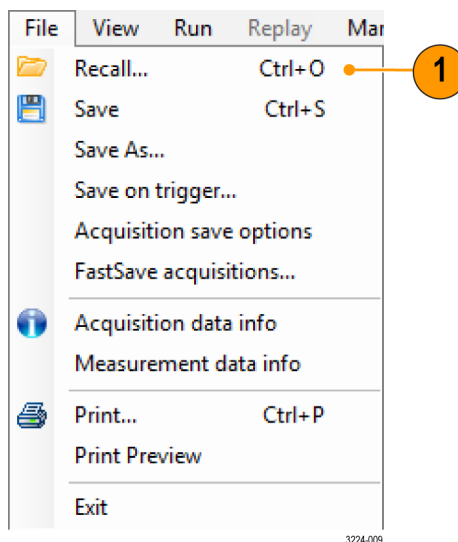 File View Run Replay Mar
Recall... Ctrl+O 1
Save Ctrl+S
Save As...
Save on trigger...
Acquisition save options
FastSave acquisitions...
Acquisition data info
Measurement data info
Print... Ctrl+P
Print Preview
Exit
3224-009